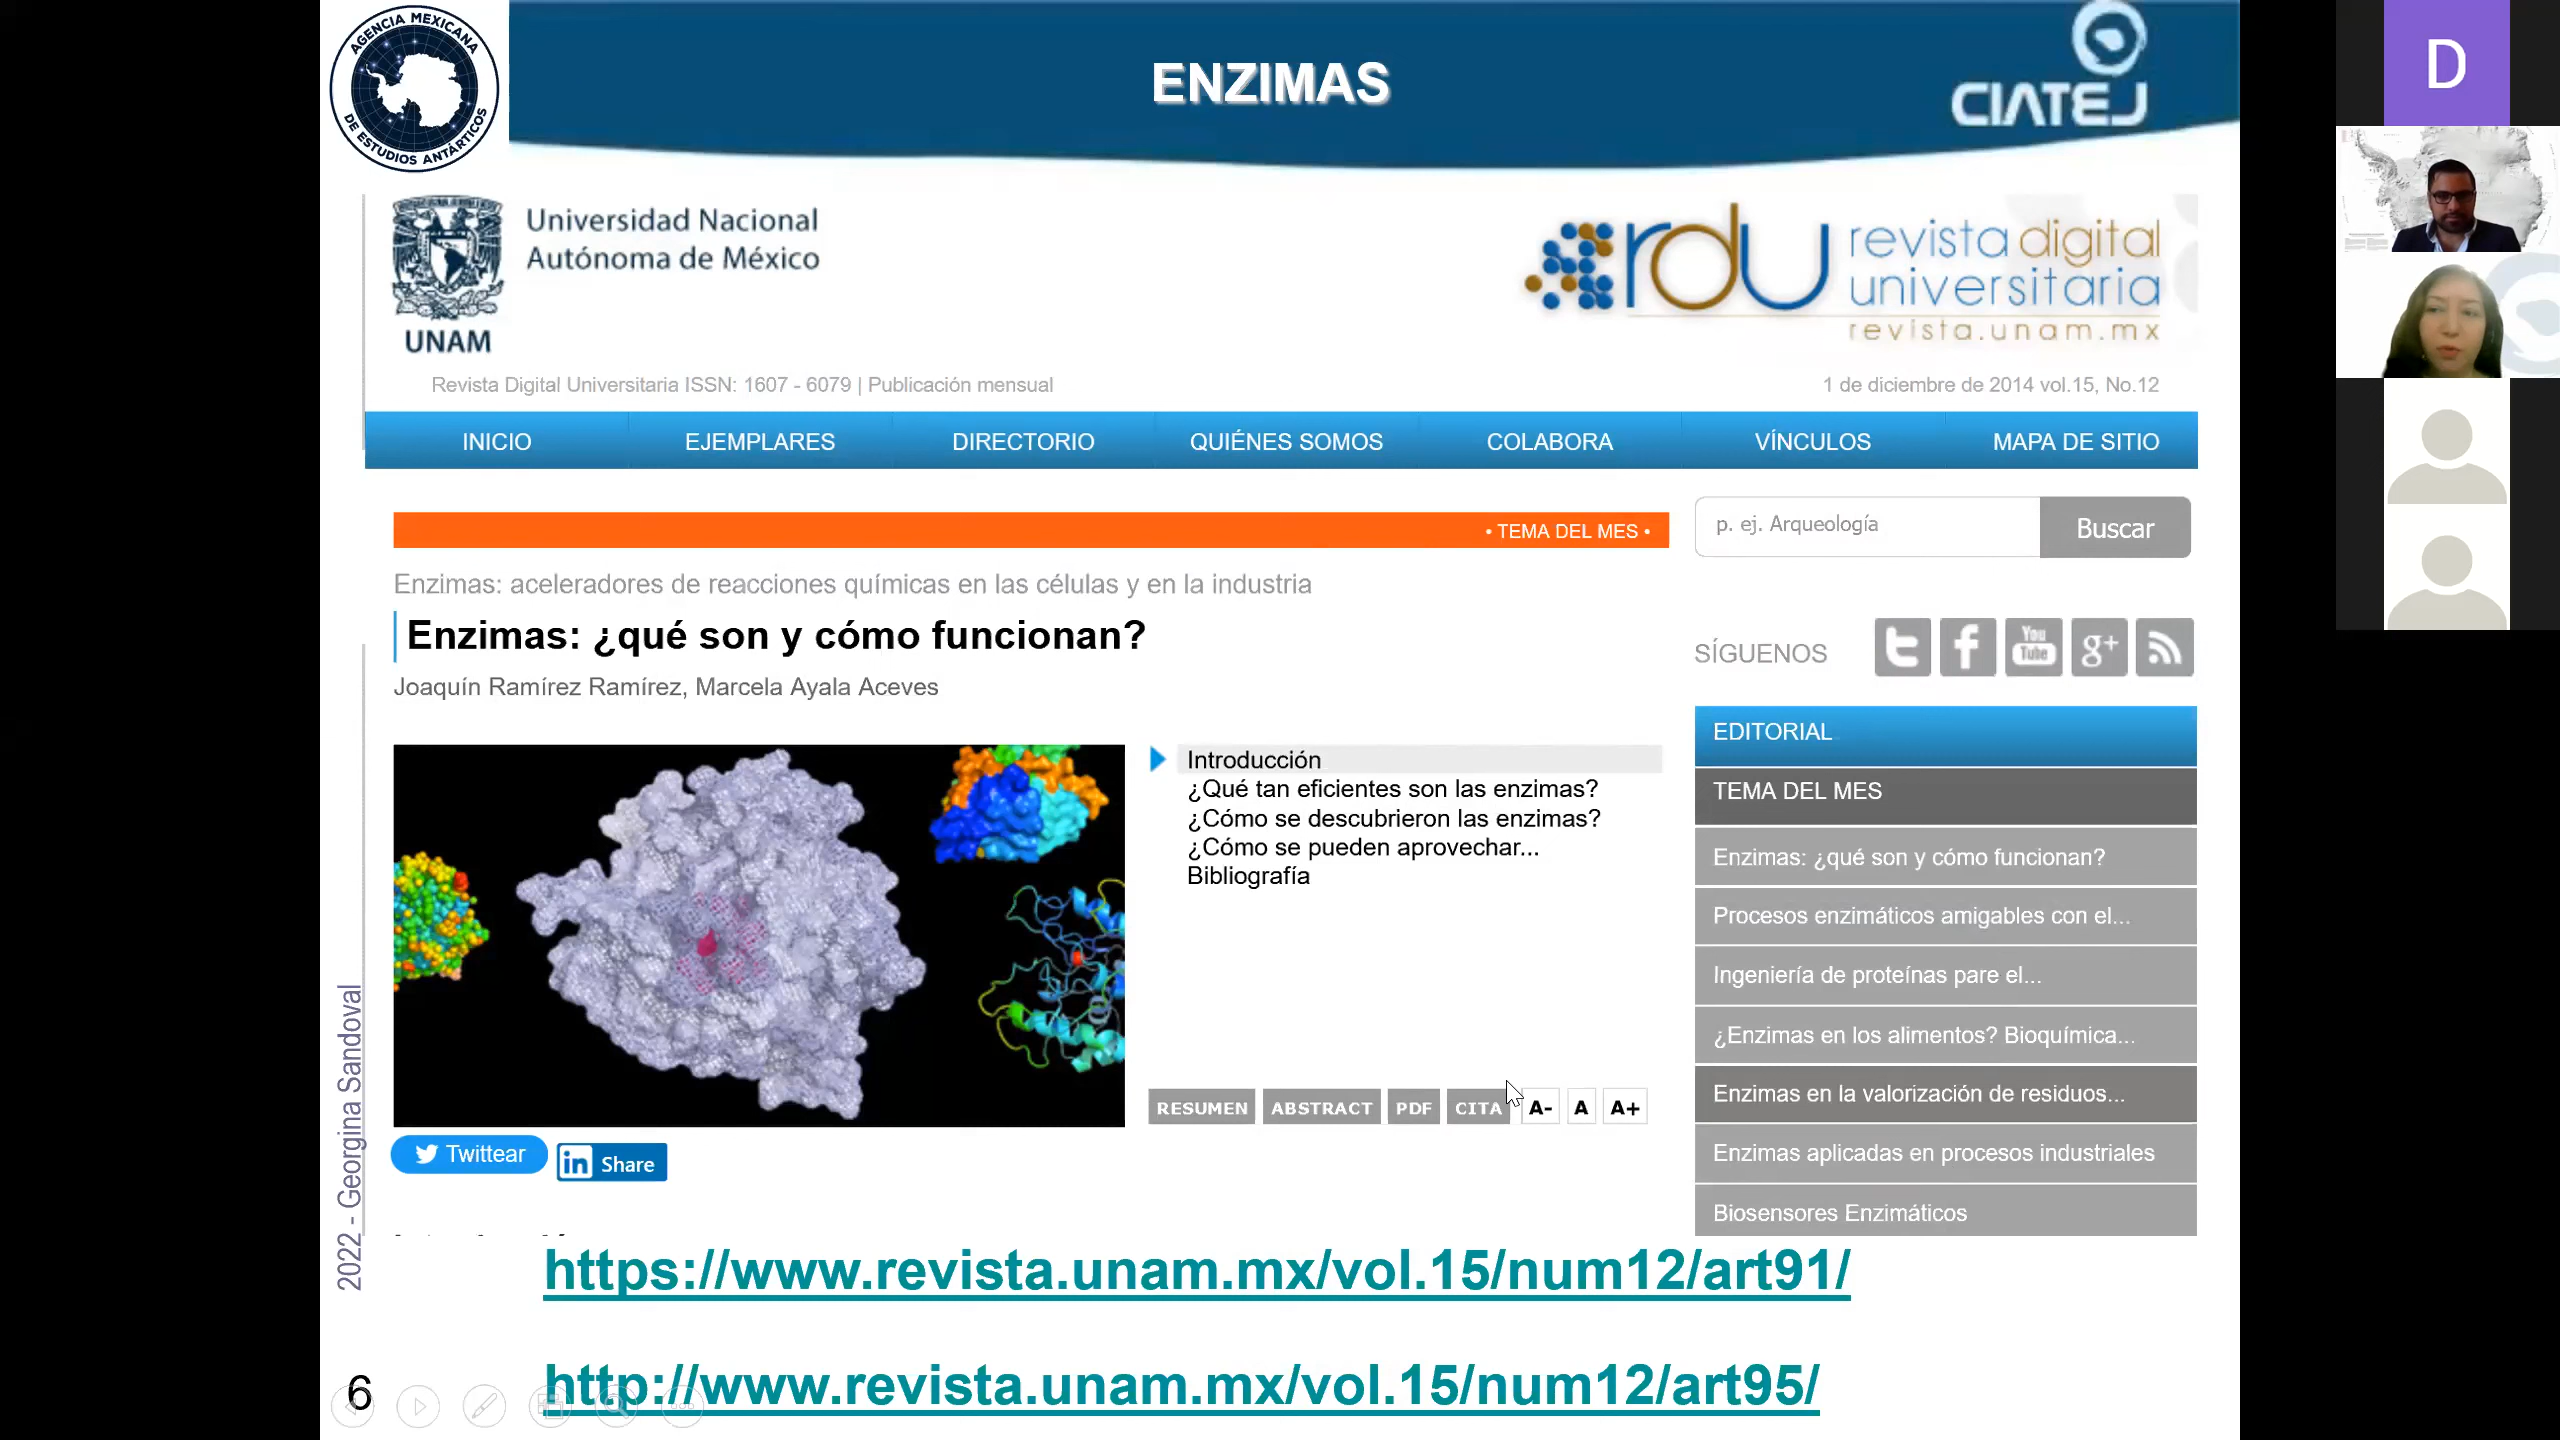 AGENCIA MEXICANA
DE ESTUDIOS ANTÁRTICOS
ENZIMAS
CIATEJ
D
Universidad Nacional
Autónoma de México
UNAM
rdu revista digital
universitaria
revista.unam.mx
Revista Digital Universitaria ISSN: 1607 - 6079 | Publicación mensual
1 de diciembre de 2014 vol.15, No.12
INICIO EJEMPLARES DIRECTORIO QUIÉNES SOMOS COLABORA VÍNCULOS MAPA DE SITIO
• TEMA DEL MES •
p. ej. Arqueología Buscar
Enzimas: aceleradores de reacciones químicas en las células y en la industria
Enzimas: ¿qué son y cómo funcionan?
Joaquín Ramírez Ramírez, Marcela Ayala Aceves
SÍGUENOS
You
Tube
g+
Introducción
¿Qué tan eficientes son las enzimas?
¿Cómo se descubrieron las enzimas?
¿Cómo se pueden aprovechar...
Bibliografía
RESUMEN ABSTRACT PDF CITA A- A A+
Twittear
in Share
EDITORIAL
TEMA DEL MES
Enzimas: ¿qué son y cómo funcionan?
Procesos enzimáticos amigables con el...
Ingeniería de proteínas pare el...
¿Enzimas en los alimentos? Bioquímica...
Enzimas en la valorización de residuos...
Enzimas aplicadas en procesos industriales
Biosensores Enzimáticos
2022 - Georgina Sandoval
https://www.revista.unam.mx/vol.15/num12/art91/
http://www.revista.unam.mx/vol.15/num12/art95/
6